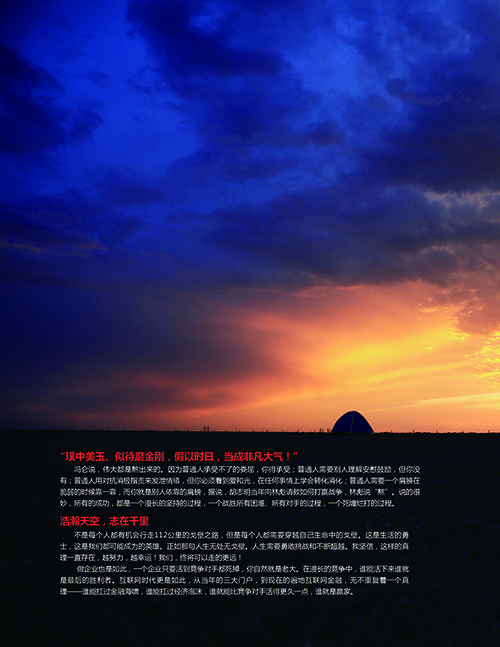 “璞中美玉、似待磨金刚，假以时日，当成非凡大气！”
冯仑说，伟大都是熬出来的。因为普通人承受不了的委屈，你得承受；普通人需要别人理解安慰鼓励，但你没
有；普通人用对抗消极指责来发泄情绪，但你必须看到爱和光，在任何事情上学会转化消化；普通人需要一个肩膀在
脆弱的时候靠一靠，而你就是别人依靠的肩膀，据说，胡志明当年向林彪请教如何打赢战争，林彪说“熬”。说的很
妙，所有的成功，都是一个漫长的坚持的过程，一个战胜所有困难、所有对手的过程，一个死磕烂打的过程。
浩瀚天空，志在千里
不是每个人都有机会行走112公里的戈壁之路，但是每个人都需要穿越自己生命中的戈壁。这是生活的勇
士，这是我们都可能成为的英雄。正如那句人生无处无戈壁。人生需要勇敢挑战和不断超越。我坚信，这样的真
理一直存在，越努力，越幸运！我们，终将可以走的更远！
做企业也是如此，一个企业只要活到竞争对手都死掉，你自然就是老大。在漫长的竞争中，谁能活下来谁就
是最后的胜利者。互联网时代更是如此，从当年的三大门户，到现在的遍地互联网金融，无不重复着一个真
理——谁能扛过金融海啸，谁能扛过经济泡沫，谁就能比竞争对手活得更久一点，谁就是赢家。